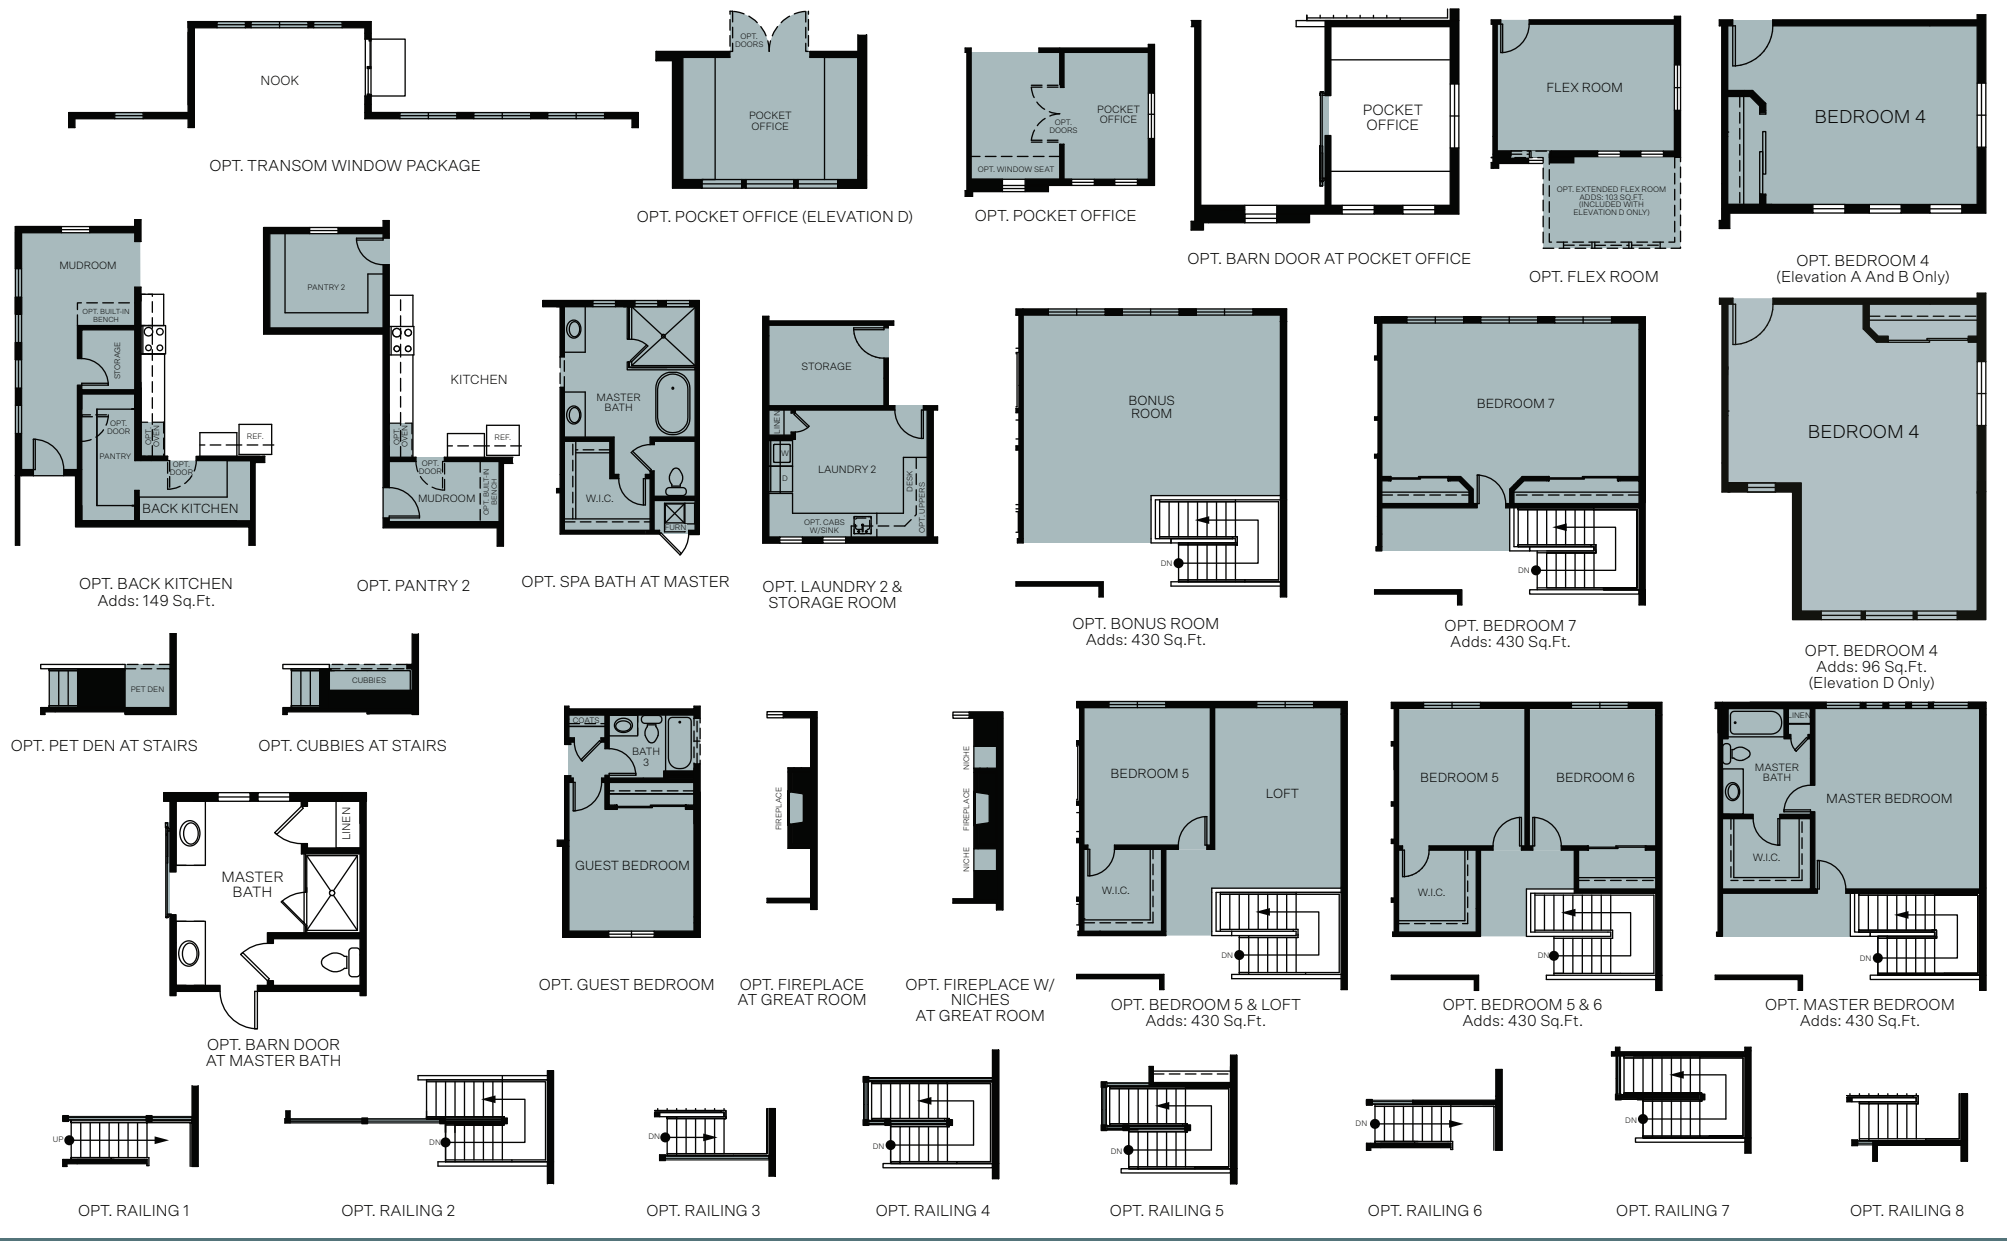 NOOK
OPT. TRANSOM WINDOW PACKAGE
OPT.
DOORS
POCKET
OFFICE
OPT. POCKET OFFICE (ELEVATION D)
OPT.
DOORS
POCKET
OFFICE
OPT. WINDOW SEAT
OPT. POCKET OFFICE
POCKET
OFFICE
OPT. BARN DOOR AT POCKET OFFICE
FLEX ROOM
OPT. EXTENDED FLEX ROOM
ADDS: 103 SQ.FT.
(INCLUDED WITH
ELEVATION D ONLY)
OPT. FLEX ROOM
BEDROOM 4
OPT. BEDROOM 4
(Elevation A And B Only)
MUDROOM
OPT. BUILT-IN
BENCH
STORAGE
OPT.
DOOR
OPT.
OVEN
PANTRY
OPT.
DOOR
REF.
BACK KITCHEN
OPT. BACK KITCHEN
Adds: 149 Sq.Ft.
PANTRY 2
KITCHEN
OPT.
OVEN
REF.
OPT.
DOOR
MUDROOM
OPT. BUILT-IN
BENCH
OPT. PANTRY 2
MASTER
BATH
W.I.C.
FURN
OPT. SPA BATH AT MASTER
STORAGE
LINEN
W
D
LAUNDRY 2
DESK
OPT. UPPERS
OPT. CABS
W/SINK
OPT. LAUNDRY 2 &
STORAGE ROOM
BONUS
ROOM
DN
OPT. BONUS ROOM
Adds: 430 Sq.Ft.
BEDROOM 7
DN
OPT. BEDROOM 7
Adds: 430 Sq.Ft.
BEDROOM 4
OPT. BEDROOM 4
Adds: 96 Sq.Ft.
(Elevation D Only)
PET DEN
OPT. PET DEN AT STAIRS
CUBBIES
OPT. CUBBIES AT STAIRS
LINEN
MASTER
BATH
OPT. BARN DOOR
AT MASTER BATH
COATS
BATH
3
GUEST BEDROOM
OPT. GUEST BEDROOM
FIREPLACE
OPT. FIREPLACE
AT GREAT ROOM
NICHE
FIREPLACE
NICHE
OPT. FIREPLACE W/
NICHES
AT GREAT ROOM
BEDROOM 5
LOFT
W.I.C.
DN
OPT. BEDROOM 5 & LOFT
Adds: 430 Sq.Ft.
BEDROOM 5
BEDROOM 6
W.I.C.
DN
OPT. BEDROOM 5 & 6
Adds: 430 Sq.Ft.
LINEN
MASTER
BATH
MASTER BEDROOM
W.I.C.
DN
OPT. MASTER BEDROOM
Adds: 430 Sq.Ft.
UP
OPT. RAILING 1
DN
OPT. RAILING 2
DN
OPT. RAILING 3
DN
OPT. RAILING 4
DN
OPT. RAILING 5
DN
OPT. RAILING 6
DN
OPT. RAILING 7
OPT. RAILING 8